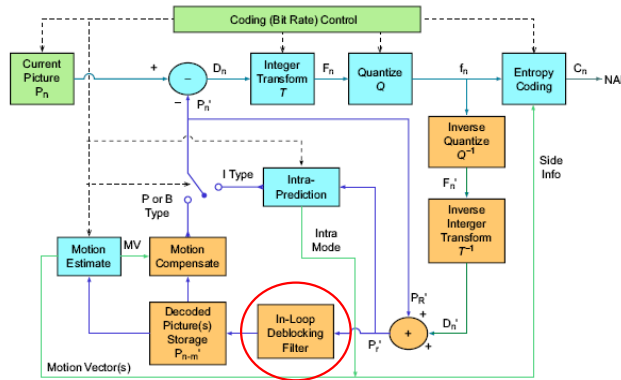 Coding (Bit Rate) Control
Current
Picture
Pn
+
−
Dn
Integer
Transform
T
Fn
Quantize
Q
fn
Entropy
Coding
Cn
NAI
−
Pn'
Inverse
Quantize
Q−1
Side
Info
Fn'
I Type
Intra-
Prediction
P or B
Type
Intra
Mode
Inverse
Interger
Transform
T−1
Motion
Estimate
MV
Motion
Compensate
PR'
+
Dn'
Decoded
Picture(s)
Storage
Pn-m'
In-Loop
Deblocking
Filter
Pr'
+
+
Motion Vector(s)